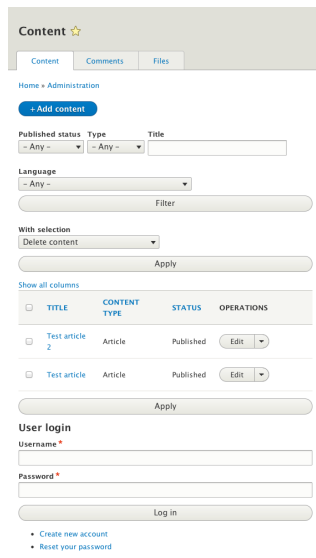 Content
Content Comments Files
Home » Administration
+ Add content
Published status Type Title
- Any - - Any -
Language
- Any -
Filter
With selection
Delete content
Apply
Show all columns
TITLE CONTENT TYPE STATUS OPERATIONS
Test article 2 Article Published Edit
Test article Article Published Edit
Apply
User login
Username *
Password *
Log in
• Create new account
• Reset your password